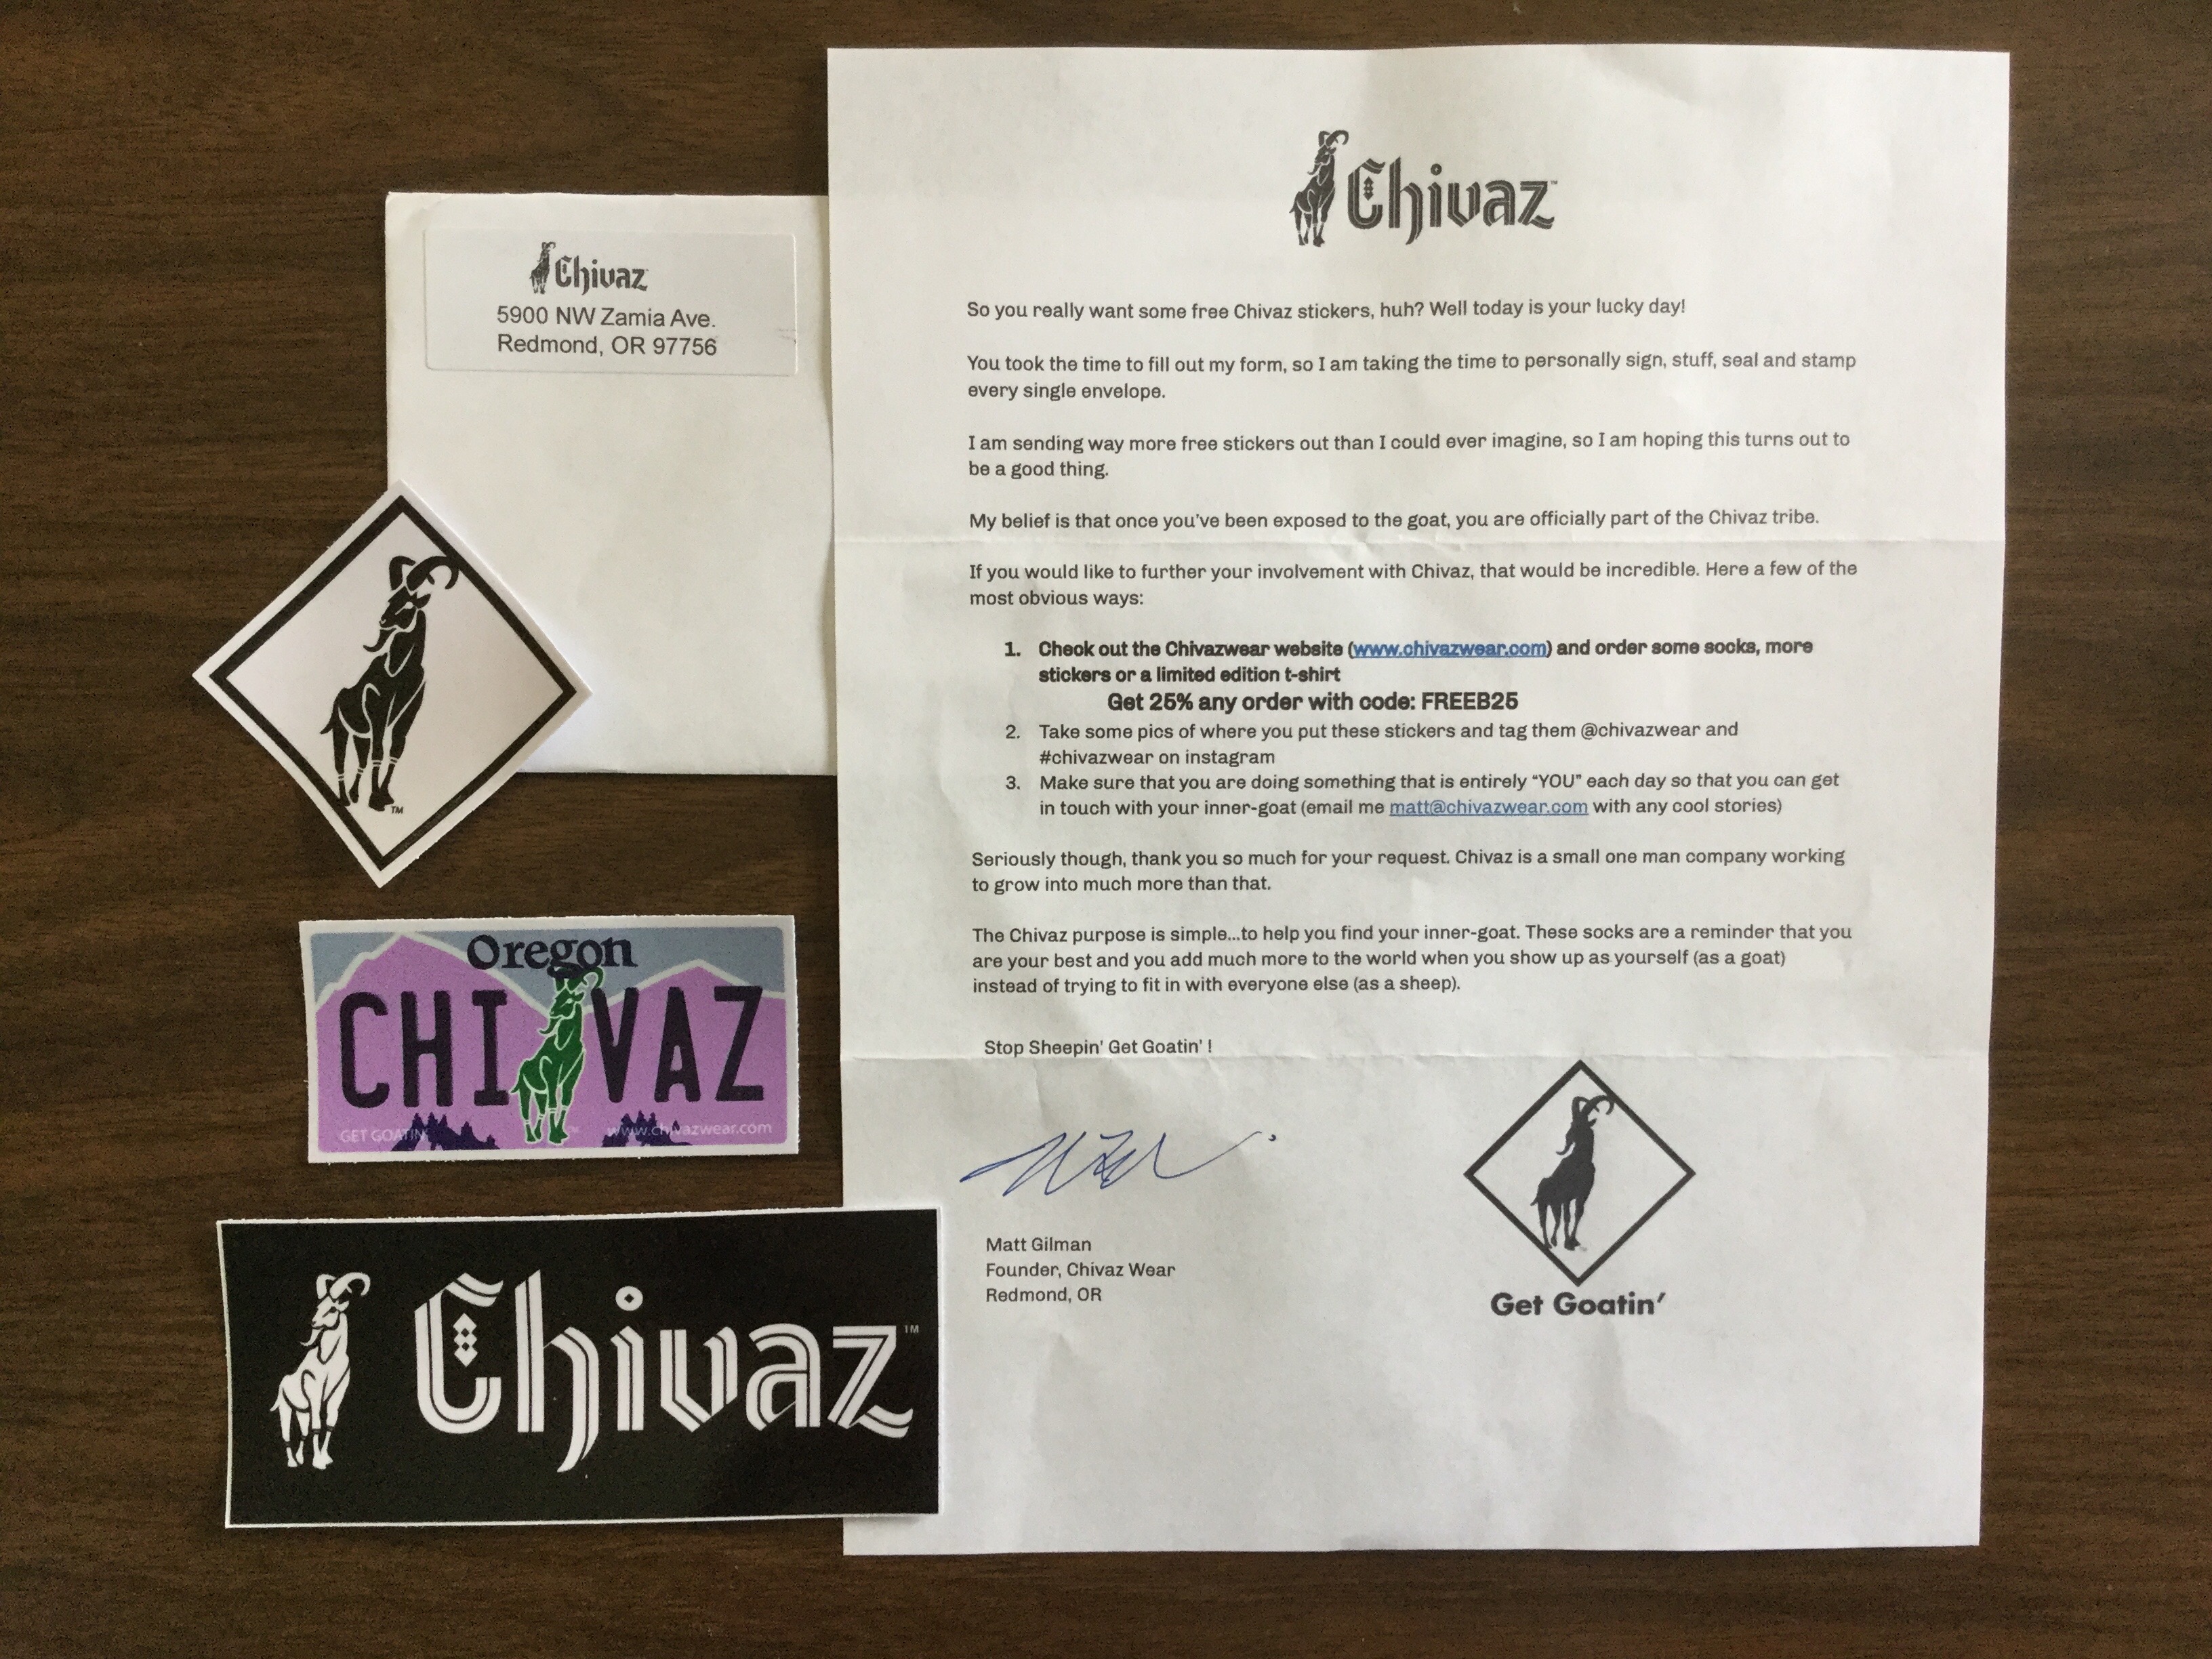 Chivaz
5900 NW Zamia Ave.
Redmond, OR 97756
TM
Oregon
CHIVAZ
GET GOATIN'
www.chivazwear.com
Chivaz™
Chivaz™
So you really want some free Chivaz stickers, huh? Well today is your lucky day!
You took the time to fill out my form, so I am taking the time to personally sign, stuff, seal and stamp
every single envelope.
I am sending way more free stickers out than I could ever imagine, so I am hoping this turns out to
be a good thing.
My belief is that once you've been exposed to the goat, you are officially part of the Chivaz tribe.
If you would like to further your involvement with Chivaz, that would be incredible. Here a few of the
most obvious ways:
1. Check out the Chivazwear website (www.chivazwear.com) and order some socks, more
stickers or a limited edition t-shirt
Get 25% any order with code: FREEB25
2. Take some pics of where you put these stickers and tag them @chivazwear and
#chivazwear on instagram
3. Make sure that you are doing something that is entirely "YOU" each day so that you can get
in touch with your inner-goat (email me matt@chivazwear.com with any cool stories)
Seriously though, thank you so much for your request. Chivaz is a small one man company working
to grow into much more than that.
The Chivaz purpose is simple...to help you find your inner-goat. These socks are a reminder that you
are your best and you add much more to the world when you show up as yourself (as a goat)
instead of trying to fit in with everyone else (as a sheep).
Stop Sheepin' Get Goatin' !
Matt Gilman
Founder, Chivaz Wear
Redmond, OR
Get Goatin'